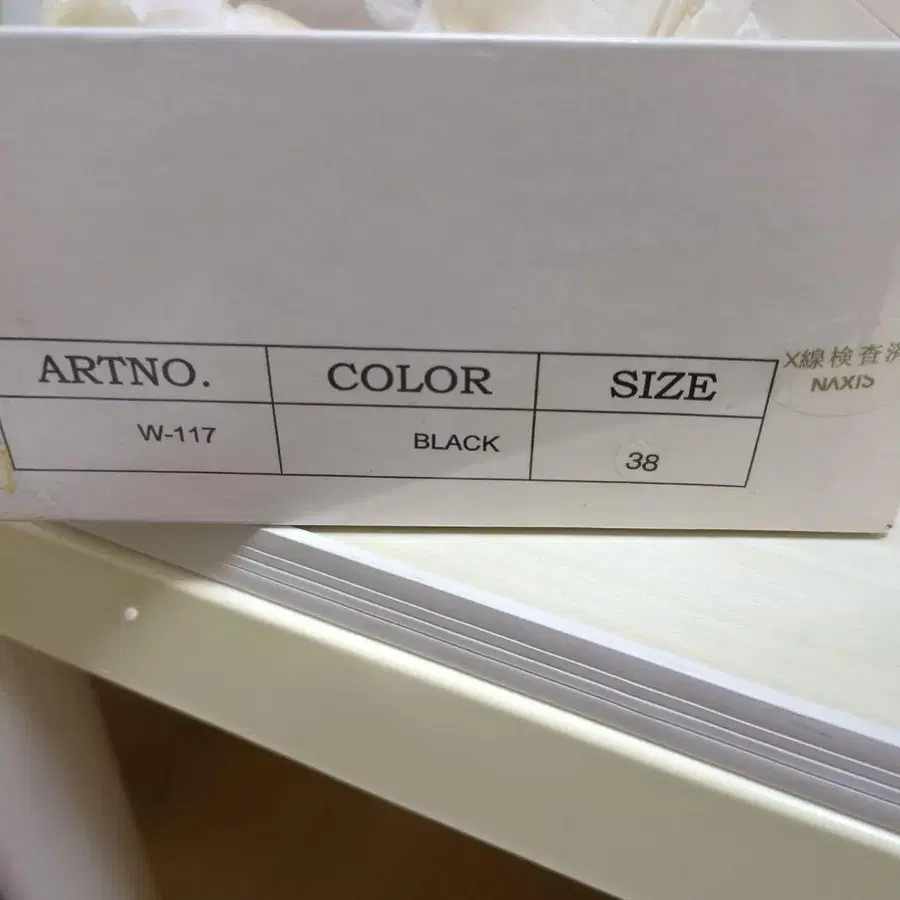 ARTNO. COLOR SIZE
W-117 BLACK 38
X線検査済
NAXIS